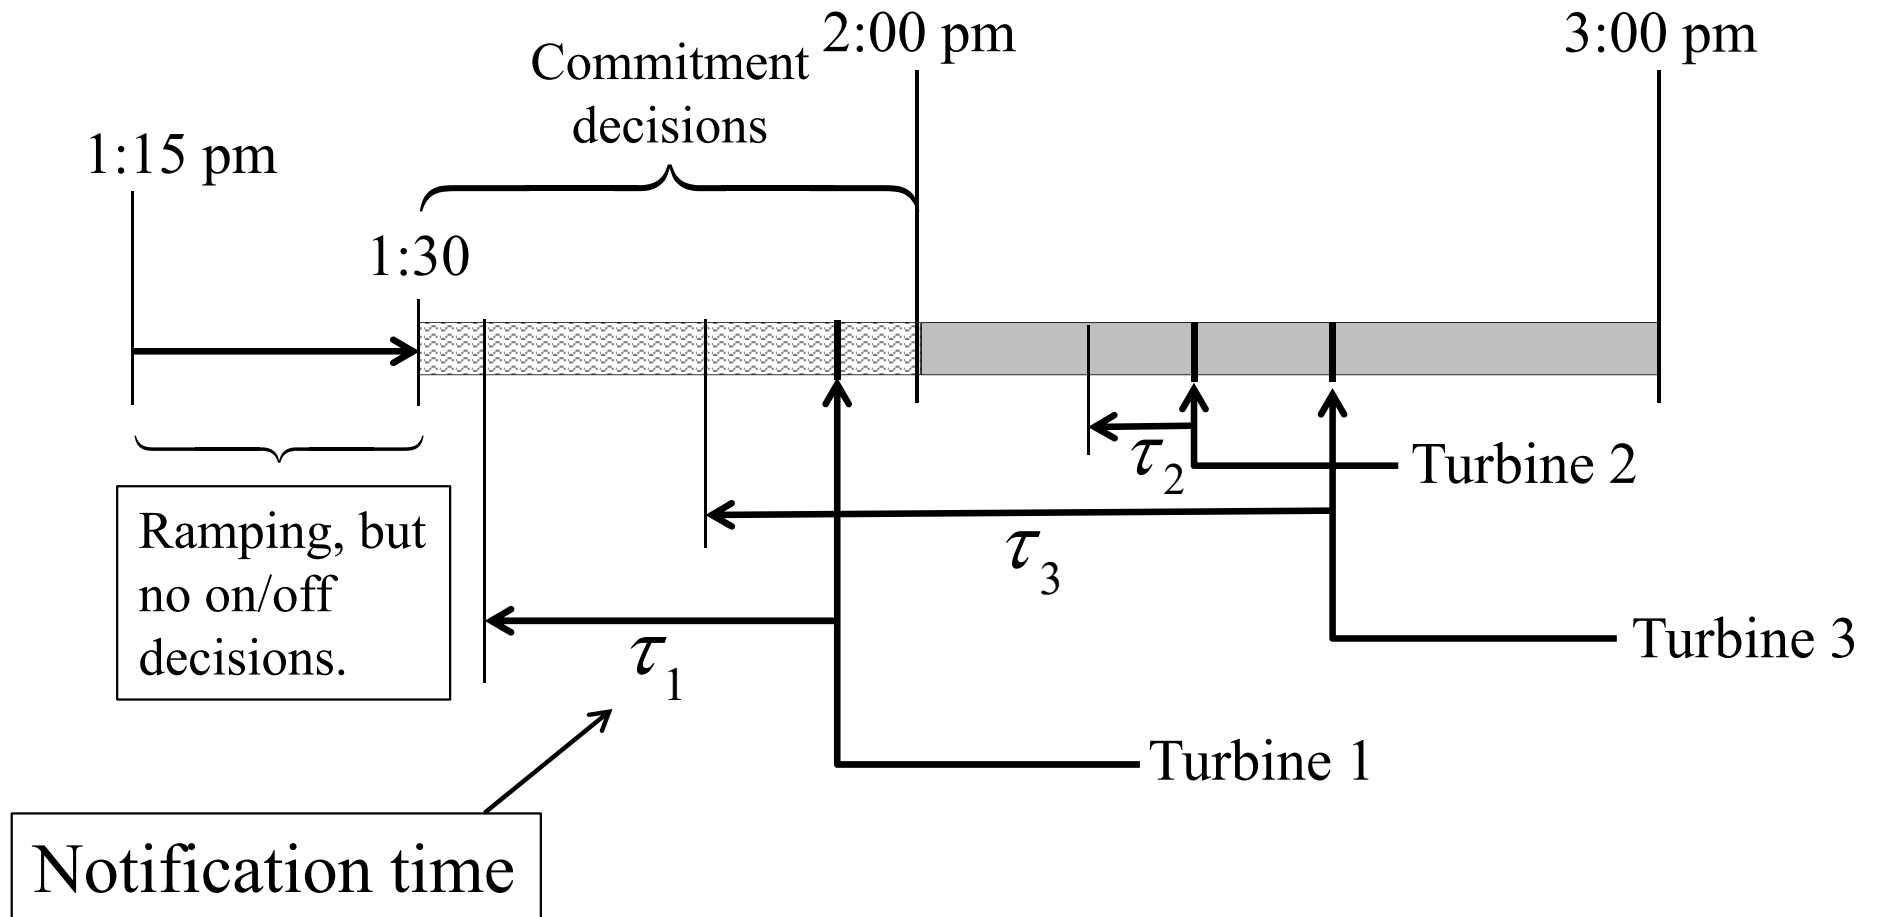 2:00 pm
3:00 pm
Commitment
decisions
1:15 pm
1:30
τ2
Turbine 2
Ramping, but
no on/off
decisions.
τ3
τ1
Turbine 3
Turbine 1
Notification time